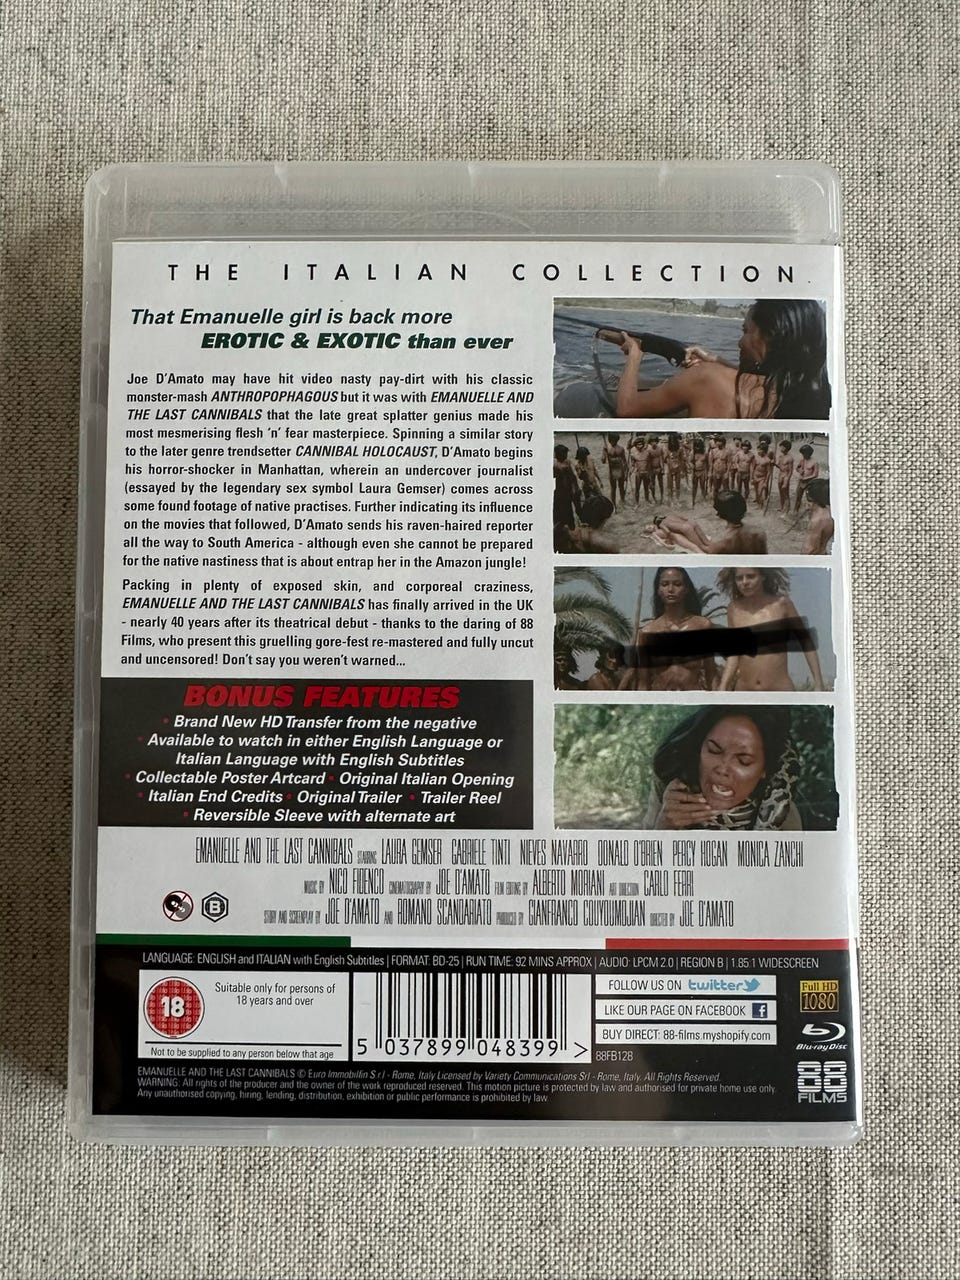 THE ITALIAN COLLECTION
That Emanuelle girl is back more
EROTIC & EXOTIC than ever
Joe D'Amato may have hit video nasty pay-dirt with his classic
monster-mash ANTHROPOPHAGOUS but it was with EMANUELLE AND
THE LAST CANNIBALS that the late great splatter genius made his
most mesmerising flesh 'n' fear masterpiece. Spinning a similar story
to the later genre trendsetter CANNIBAL HOLOCAUST, D'Amato begins
his horror-shocker in Manhattan, wherein an undercover journalist
(essayed by the legendary sex symbol Laura Gemser) comes across
some found footage of native practises. Further indicating its influence
on the movies that followed, D'Amato sends his raven-haired reporter
all the way to South America - although even she cannot be prepared
for the native nastiness that is about entrap her in the Amazon jungle!
Packing in plenty of exposed skin, and corporeal craziness,
EMANUELLE AND THE LAST CANNIBALS has finally arrived in the UK
- nearly 40 years after its theatrical debut - thanks to the daring of 88
Films, who present this gruelling gore-fest re-mastered and fully uncut
and uncensored! Don't say you weren't warned...
BONUS FEATURES
• Brand New HD Transfer from the negative
• Available to watch in either English Language or
Italian Language with English Subtitles
• Collectable Poster Artcard • Original Italian Opening
• Italian End Credits • Original Trailer • Trailer Reel
• Reversible Sleeve with alternate art
EMANUELLE AND THE LAST CANNIBALS STARRING LAURA GEMSER GABRIELE TINTI NIEVES NAVARRO DONALD O'BRIEN PERCY HOGAN MONICA ZANCHI
MUSIC BY NICO FIDENCO CINEMATOGRAPHY BY JOE D'AMATO FILM EDITING BY ALBERTO MORIANI ART DIRECTION CARLO FERRI
STORY AND SCREENPLAY BY JOE D'AMATO AND ROMANO SCANDARIATO PRODUCED BY GIANFRANCO COUYOUMDJAN DIRECTED BY JOE D'AMATO
B
LANGUAGE: ENGLISH and ITALIAN with English Subtitles | FORMAT: BD-25 | RUN TIME: 92 MINS APPROX | AUDIO: LPCM 2.0 | REGION B | 1.85:1 WIDESCREEN
18
Suitable only for persons of
18 years and over
Not to be supplied to any person below that age
5 037899 048399 >
FOLLOW US ON twitter
LIKE OUR PAGE ON FACEBOOK f
BUY DIRECT: 88-films.myshopify.com
88FB128
Full HD
1080
Blu-ray Disc
88
FILMS
EMANUELLE AND THE LAST CANNIBALS © Euro Immobilfin S.r.l - Rome, Italy Licensed by Variety Communications Srl - Rome, Italy. All Rights Reserved.
WARNING: All rights of the producer and the owner of the work reproduced reserved. This motion picture is protected by law and authorised for private home use only.
Any unauthorised copying, hiring, lending, distribution, exhibition or public performance is prohibited by law.